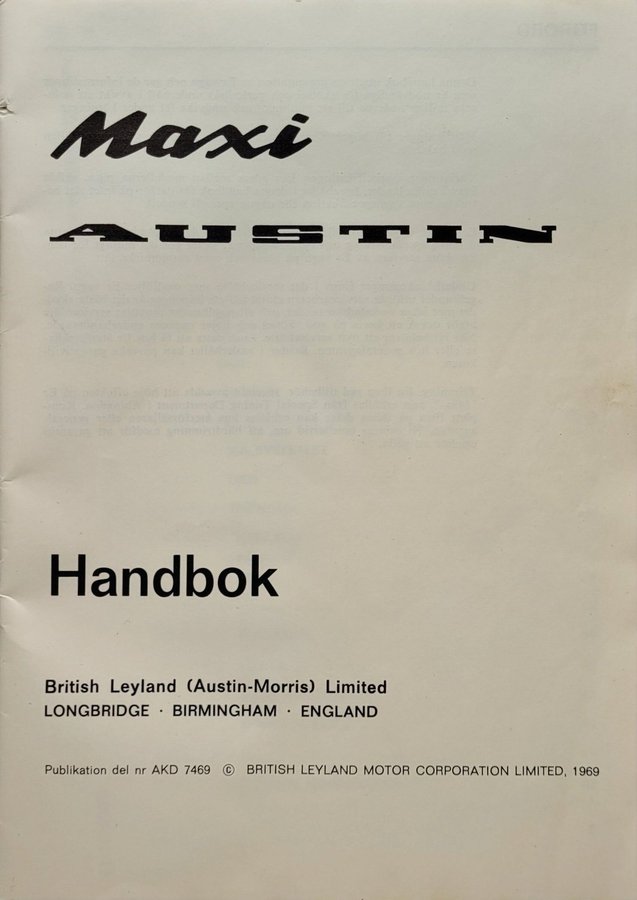 Maxi
AUSTIN
Handbok
British Leyland (Austin-Morris) Limited
LONGBRIDGE · BIRMINGHAM · ENGLAND
Publikation del nr AKD 7469 © BRITISH LEYLAND MOTOR CORPORATION LIMITED, 1969